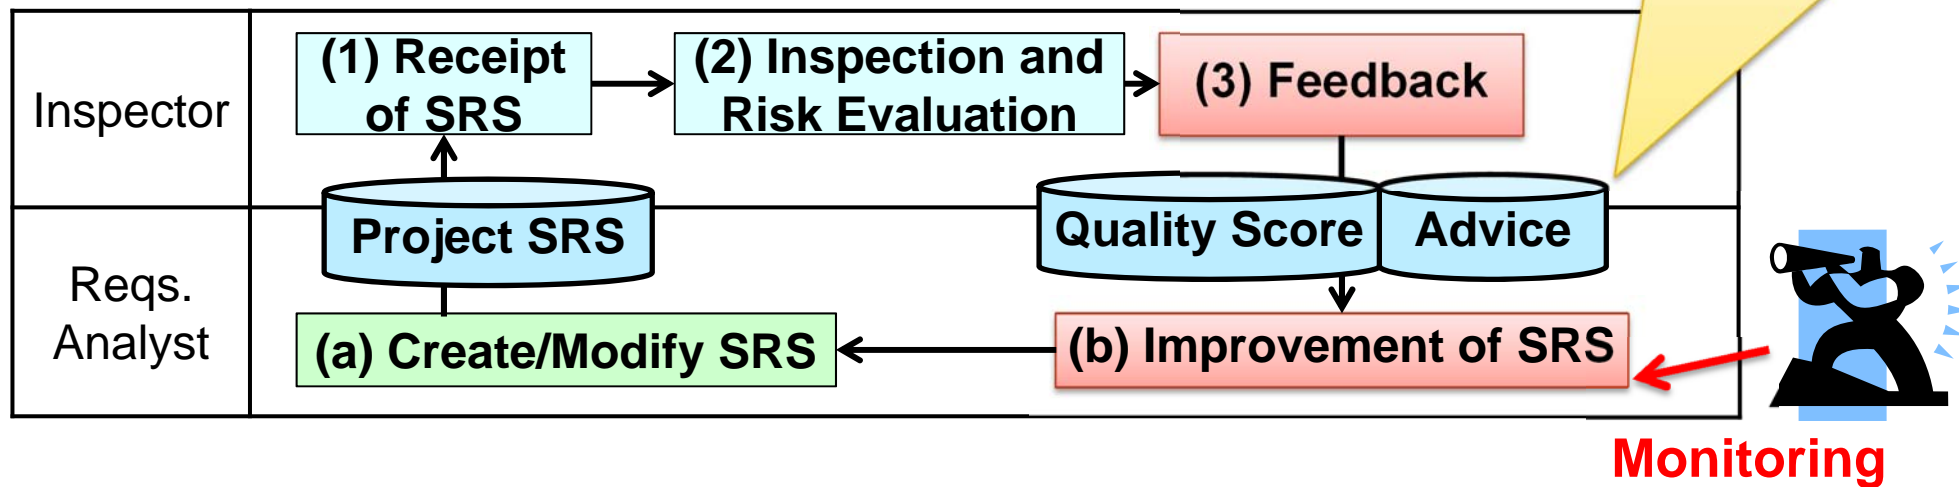 Inspector
(1) Receipt
of SRS
(2) Inspection and
Risk Evaluation
(3) Feedback
Project SRS
Quality Score
Advice
Reqs.
Analyst
(a) Create/Modify SRS
(b) Improvement of SRS
Monitoring